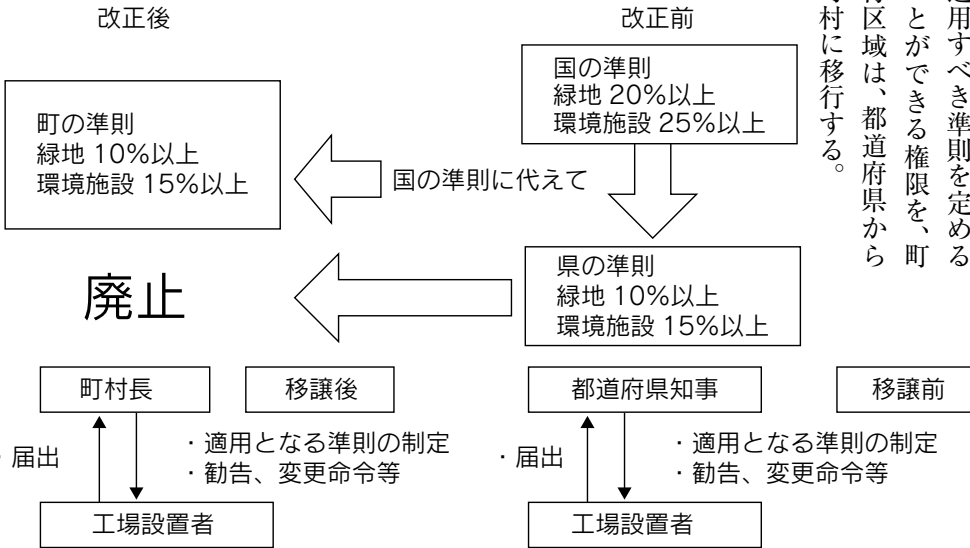 用すべき準則を定める
とができる権限を、町
区域は、都道府県から
村に移行する。
改正前
国の準則
緑地 20%以上
環境施設 25%以上
県の準則
緑地 10%以上
環境施設 15%以上
改正後
町の準則
緑地 10%以上
環境施設 15%以上
国の準則に代えて
廃止
移譲前
都道府県知事
・届出
・適用となる準則の制定
・勧告、変更命令等
工場設置者
移譲後
町村長
・届出
・適用となる準則の制定
・勧告、変更命令等
工場設置者